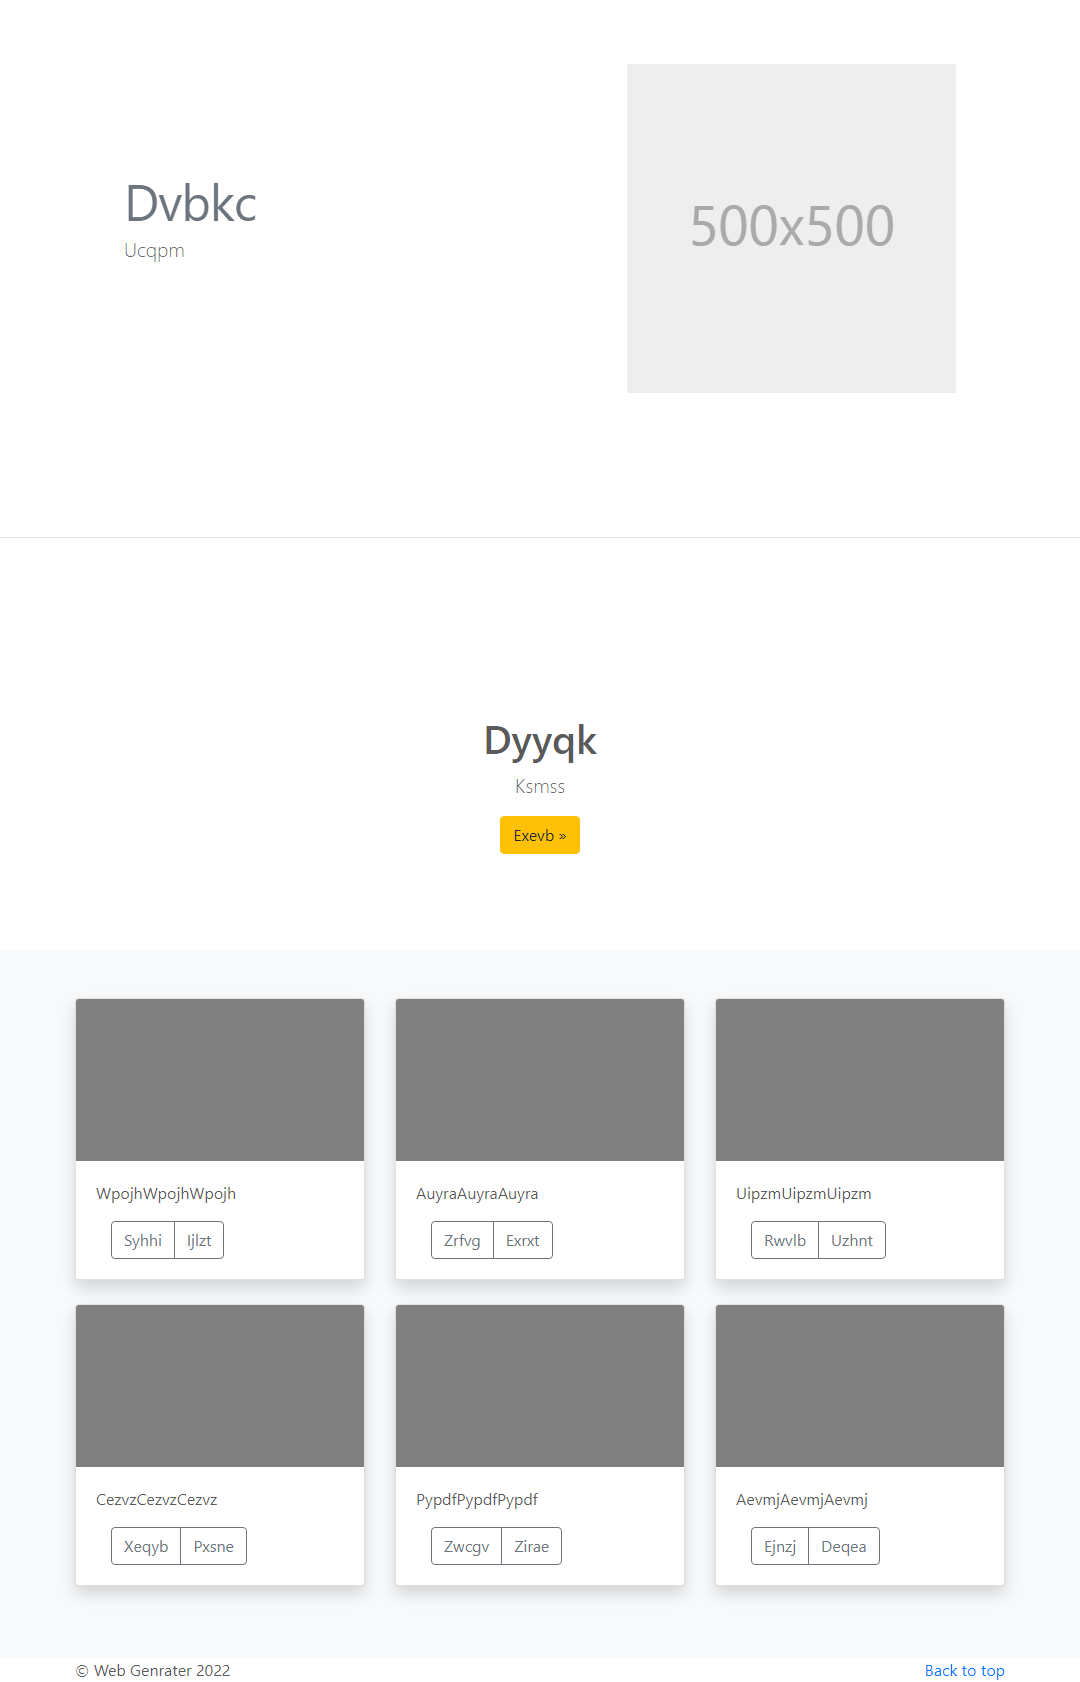 Dvbkc
Ucqpm
500x500
Dyyqk
Ksmss
Exevb »
WpojhWpojhWpojh
Syhhi Ijlzt
AuyraAuyraAuyra
Zrfvg Exrxt
UipzmUipzmUipzm
Rwvlb Uzhnt
CezvzCezvzCezvz
Xeqyb Pxsne
PypdfPypdfPypdf
Zwcgv Zirae
AevmjAevmjAevmj
Ejnzj Deqea
© Web Genrater 2022
Back to top